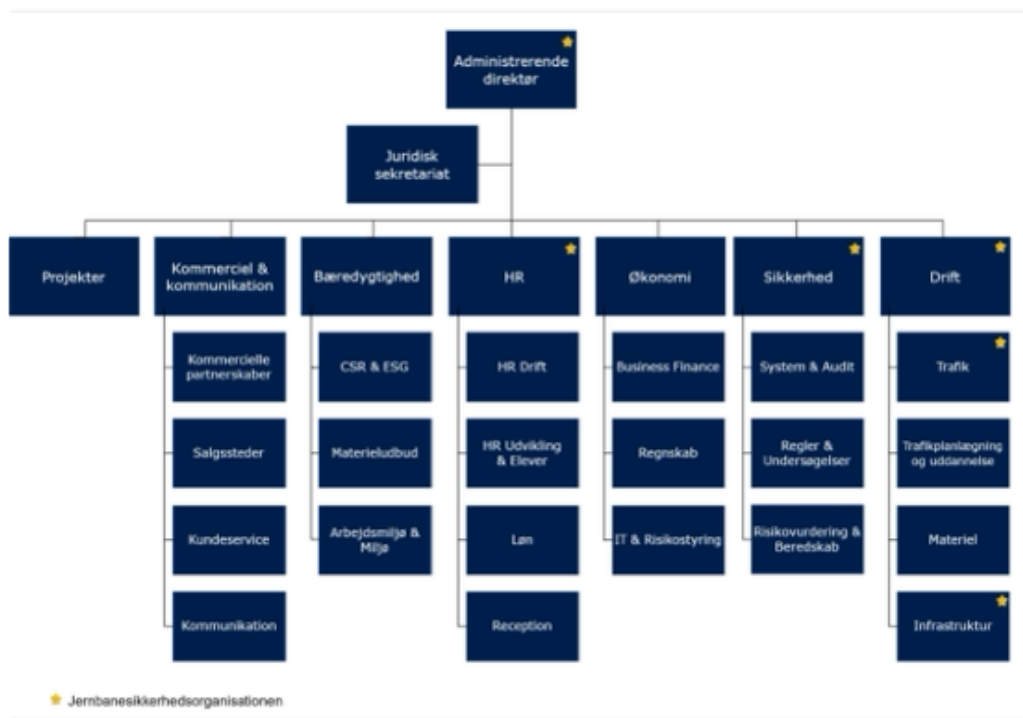 Administrerende
direktør
Juridisk
sekretariat
Projekter
Kommerciel &
kommunikation
Bæredygtighed
HR
Økonomi
Sikkerhed
Drift
Kommercielle
partnerskaber
CSR & ESG
HR Drift
Business Finance
System & Audit
Trafik
Salgssteder
Materieludbud
HR Udvikling
& Elever
Regnskab
Regler &
Undersøgelser
Trafikplanlægning
og uddannelse
Kundeservice
Arbejdsmiljø &
Miljø
Løn
IT & Risikostyring
Risikovurdering &
Beredskab
Materiel
Kommunikation
Reception
Infrastruktur
Jernbanesikkerhedsorganisationen